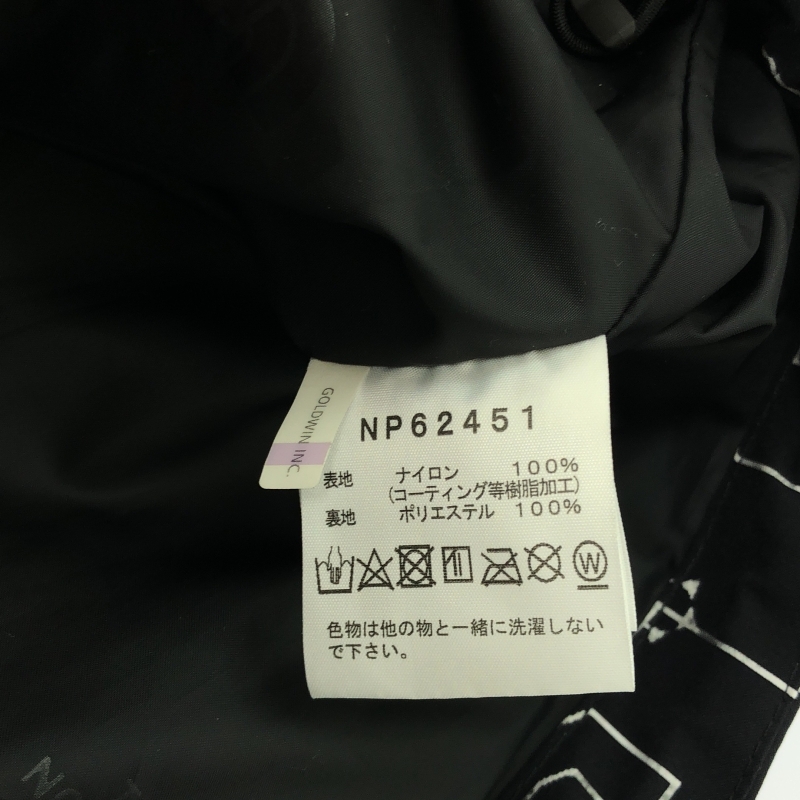 GOLDWIN INC.
NP62451
表地 ナイロン 100%
(コーティング等樹脂加工)
裏地 ポリエステル 100%
W
色物は他の物と一緒に洗濯しない
で下さい。